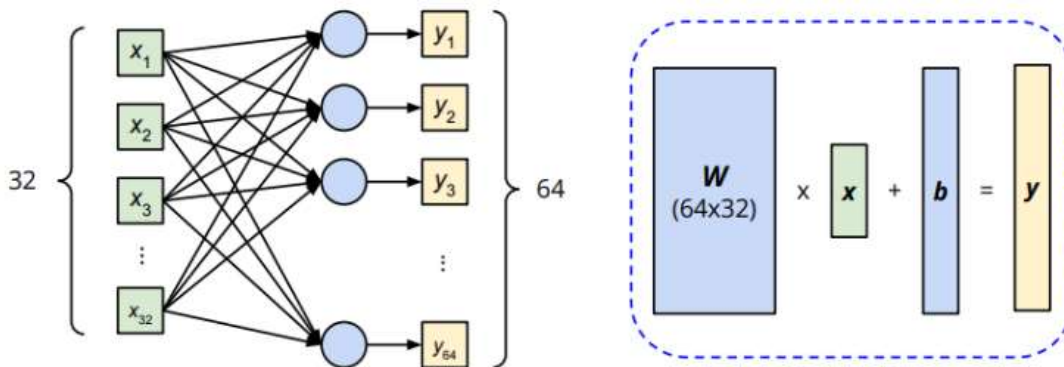 x1
x2
x3
...
x32
32
y1
y2
y3
...
y64
64
W
(64x32)
x
x
+
b
=
y